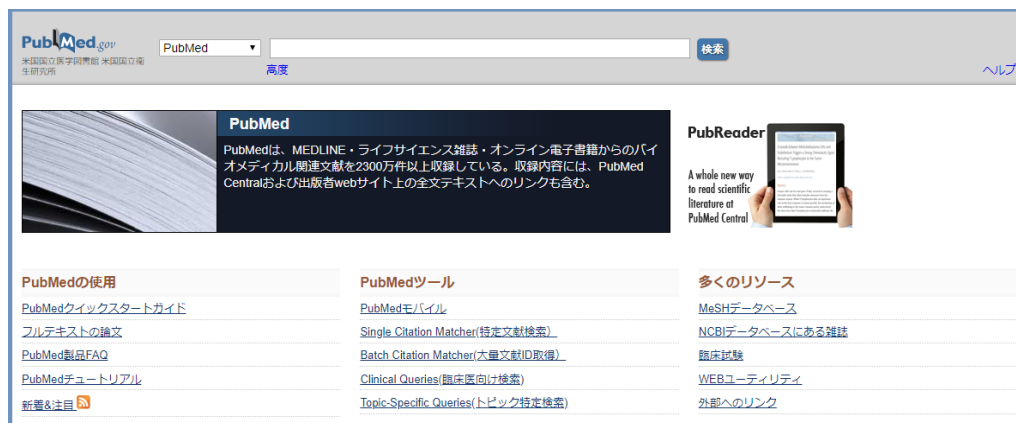 PubMed.gov
米国国立医学図書館 米国国立衛
生研究所
PubMed
検索
高度
ヘルプ
PubMed
PubMedは、MEDLINE・ライフサイエンス雑誌・オンライン電子書籍からのバイ
オメディカル関連文献を2300万件以上収録している。収録内容には、PubMed
Centralおよび出版者webサイト上の全文テキストへのリンクも含む。
PubReader
A whole new way
to read scientific
literature at
PubMed Central
PubMedの使用
PubMedクイックスタートガイド
フルテキストの論文
PubMed製品FAQ
PubMedチュートリアル
新着&注目
PubMedツール
PubMedモバイル
Single Citation Matcher(特定文献検索）
Batch Citation Matcher(大量文献ID取得）
Clinical Queries(臨床医向け検索)
Topic-Specific Queries(トピック特定検索)
多くのリソース
MeSHデータベース
NCBIデータベースにある雑誌
臨床試験
WEBユーティリティ
外部へのリンク